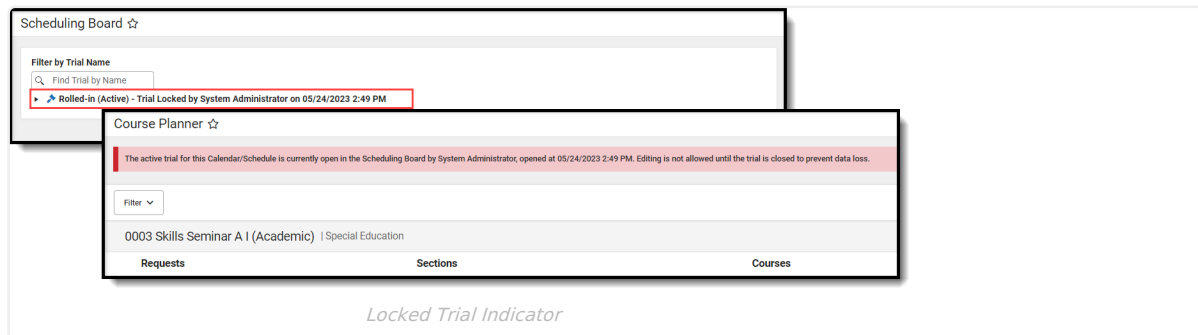 Scheduling Board ☆
Filter by Trial Name
Find Trial by Name
Rolled-in (Active) - Trial Locked by System Administrator on 05/24/2023 2:49 PM
Course Planner ☆
The active trial for this Calendar/Schedule is currently open in the Scheduling Board by System Administrator, opened at 05/24/2023 2:49 PM. Editing is not allowed until the trial is closed to prevent data loss.
Filter
0003 Skills Seminar A I (Academic) | Special Education
Requests Sections Courses
Locked Trial Indicator